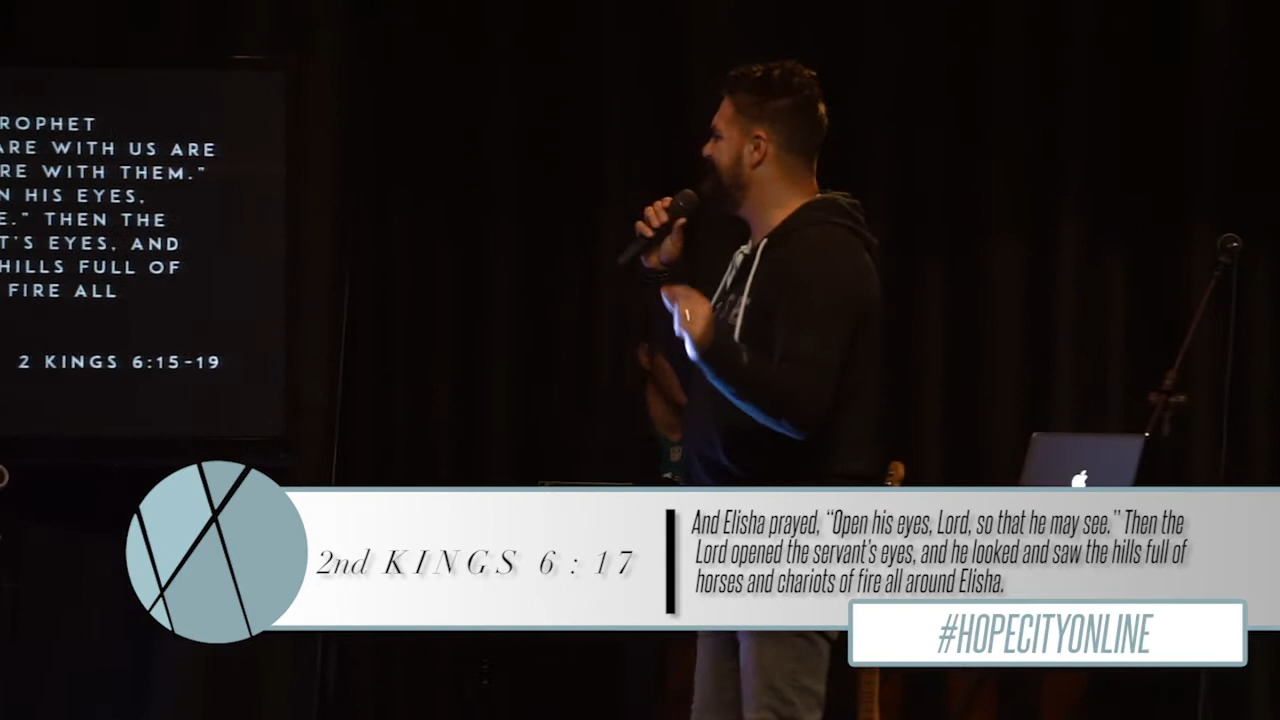 ROPHET
ARE WITH US ARE
RE WITH THEM."
N HIS EYES,
E." THEN THE
T'S EYES, AND
HILLS FULL OF
FIRE ALL
2 KINGS 6:15-19
2nd KINGS 6 : 17
And Elisha prayed, “Open his eyes, Lord, so that he may see.” Then the
Lord opened the servant’s eyes, and he looked and saw the hills full of
horses and chariots of fire all around Elisha.
#HOPECITYONLINE